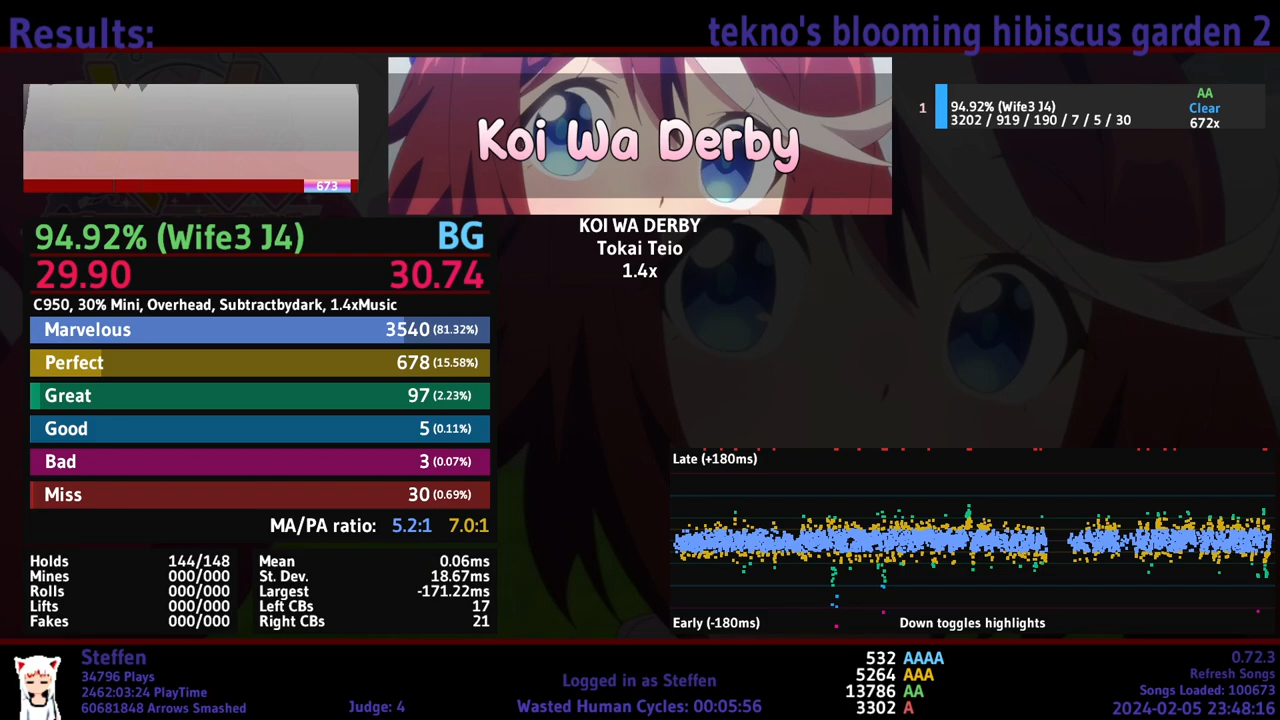 Results:
tekno's blooming hibiscus garden 2
673
Koi Wa Derby
1
94.92% (Wife3 J4)
3202 / 919 / 190 / 7 / 5 / 30
AA
Clear
672x
94.92% (Wife3 J4) BG
29.90 30.74
C950, 30% Mini, Overhead, Subtractbydark, 1.4xMusic
KOI WA DERBY
Tokai Teio
1.4x
Marvelous 3540 (81.32%)
Perfect 678 (15.58%)
Great 97 (2.23%)
Good 5 (0.11%)
Bad 3 (0.07%)
Miss 30 (0.69%)
MA/PA ratio: 5.2:1 7.0:1
Holds 144/148
Mines 000/000
Rolls 000/000
Lifts 000/000
Fakes 000/000
Mean 0.06ms
St. Dev. 18.67ms
Largest -171.22ms
Left CBs 17
Right CBs 21
Late (+180ms)
Early (-180ms)
Down toggles highlights
Steffen
34796 Plays
2462:03:24 PlayTime
60681848 Arrows Smashed
Judge: 4
Logged in as Steffen
Wasted Human Cycles: 00:05:56
532 AAAA
5264 AAA
13786 AA
3302 A
0.72.3
Refresh Songs
Songs Loaded: 100673
2024-02-05 23:48:16